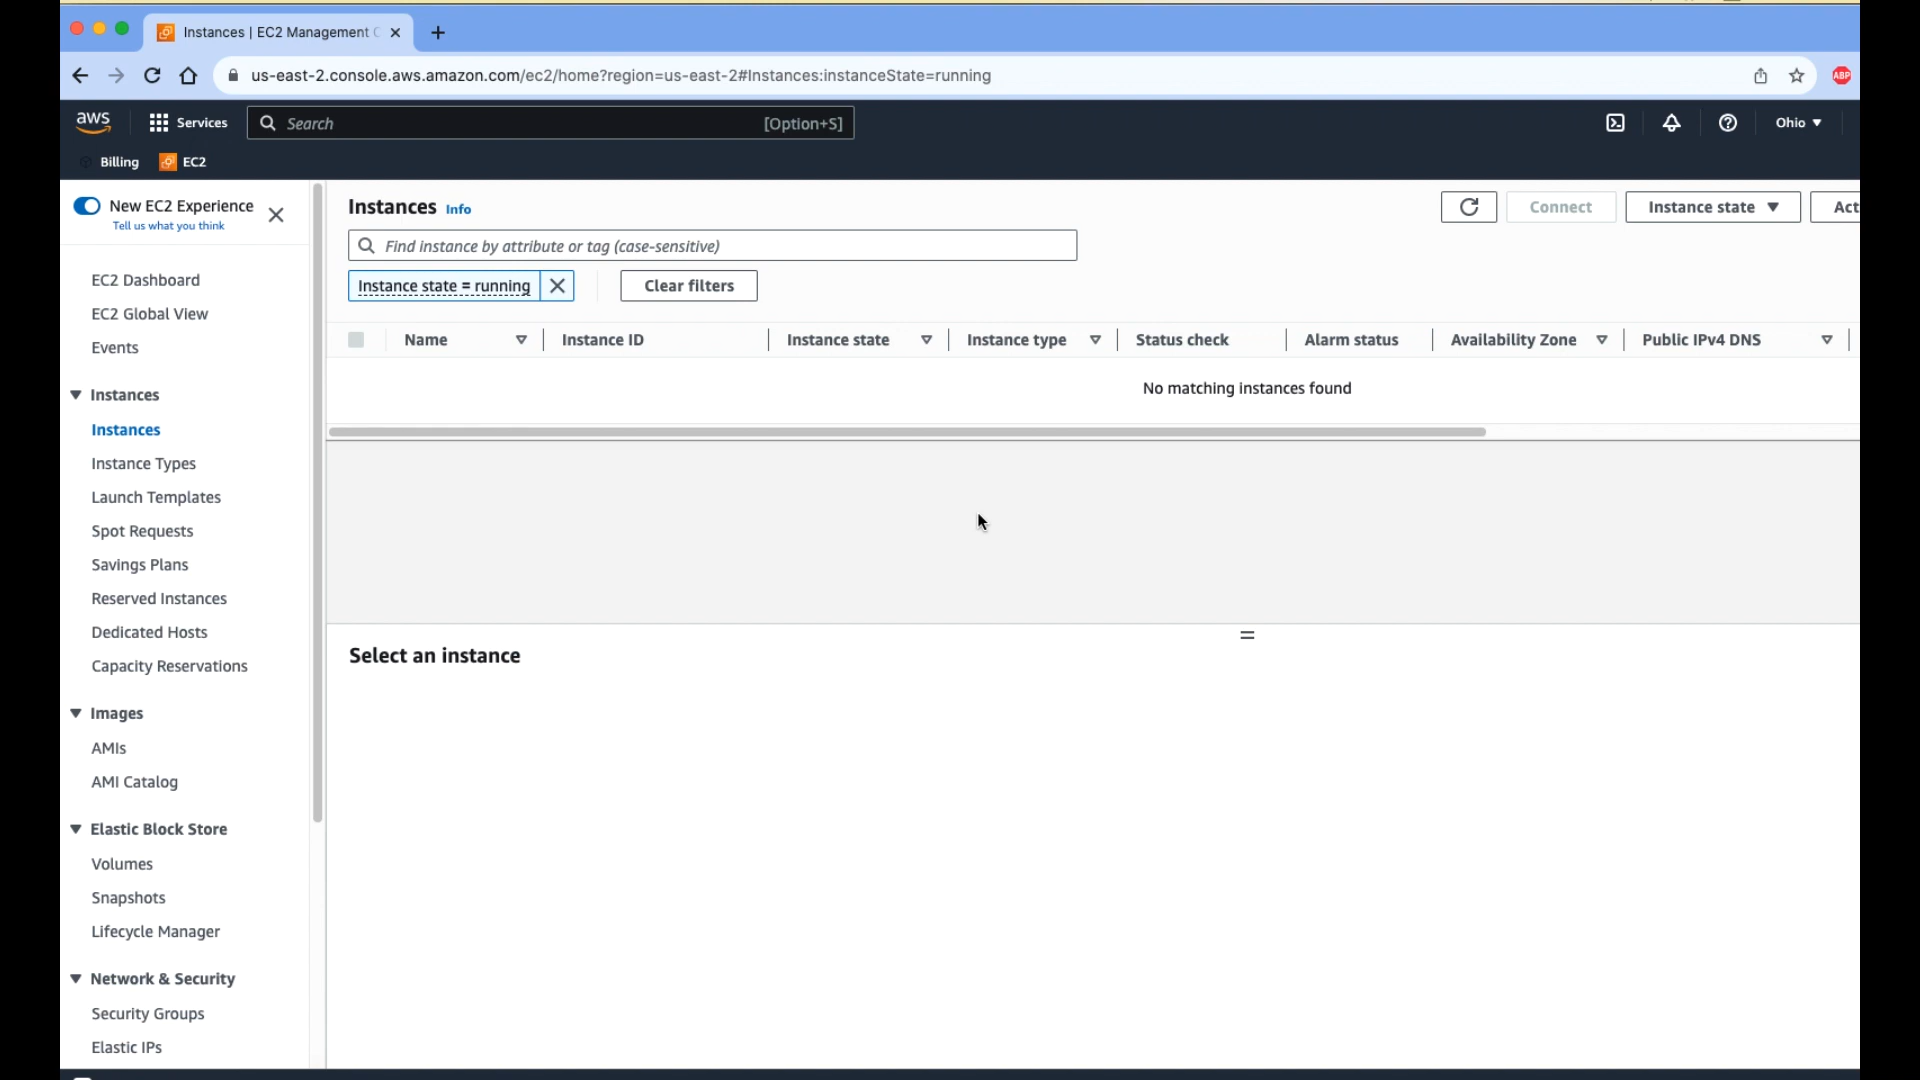 Instances | EC2 Management C
us-east-2.console.aws.amazon.com/ec2/home?region=us-east-2#Instances:instanceState=running
ABP
aws
Services
Search
[Option+S]
Ohio
Billing
EC2
New EC2 Experience
Tell us what you think
EC2 Dashboard
EC2 Global View
Events
Instances
Instances
Instance Types
Launch Templates
Spot Requests
Savings Plans
Reserved Instances
Dedicated Hosts
Capacity Reservations
Images
AMIs
AMI Catalog
Elastic Block Store
Volumes
Snapshots
Lifecycle Manager
Network & Security
Security Groups
Elastic IPs
Instances Info
Connect
Instance state
Act
Find instance by attribute or tag (case-sensitive)
Instance state = running
Clear filters
Name Instance ID Instance state Instance type Status check Alarm status Availability Zone Public IPv4 DNS
No matching instances found
Select an instance